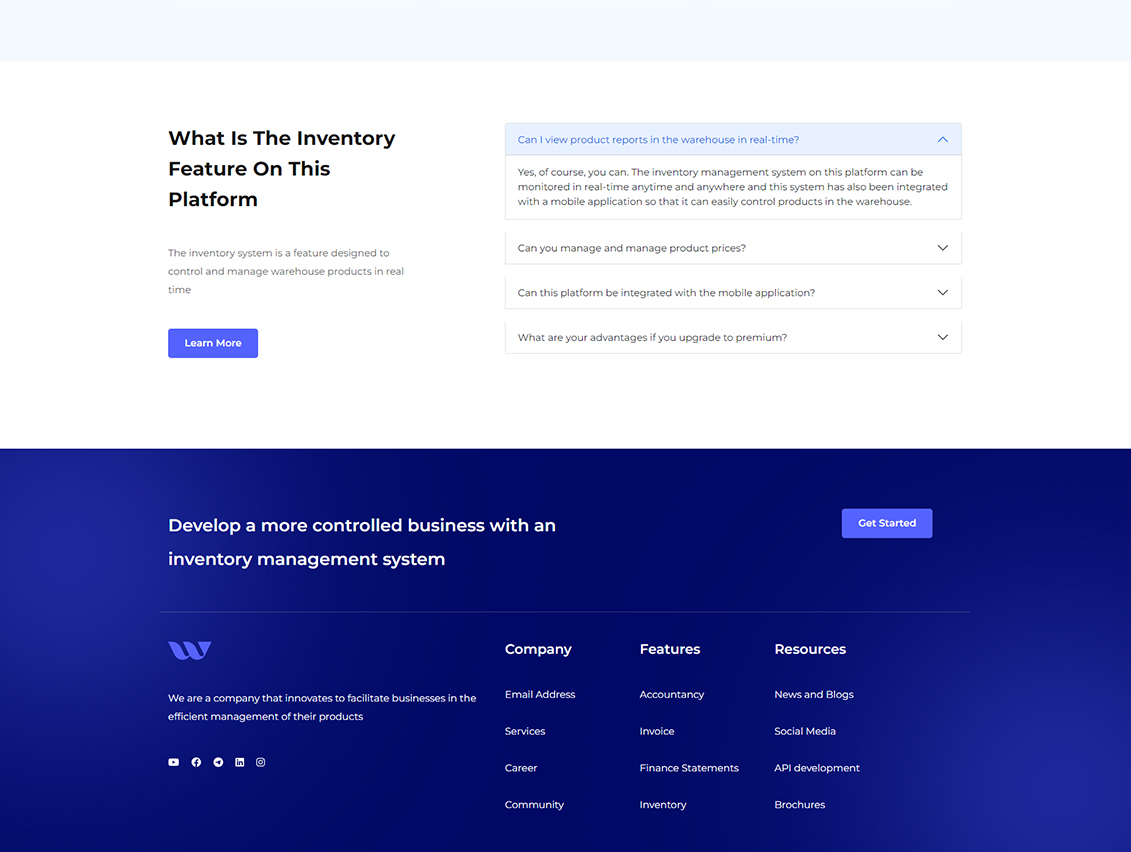 What Is The Inventory
Feature On This
Platform
The inventory system is a feature designed to
control and manage warehouse products in real
time
Learn More
Can I view product reports in the warehouse in real-time?
Yes, of course, you can. The inventory management system on this platform can be
monitored in real-time anytime and anywhere and this system has also been integrated
with a mobile application so that it can easily control products in the warehouse.
Can you manage and manage product prices?
Can this platform be integrated with the mobile application?
What are your advantages if you upgrade to premium?
Develop a more controlled business with an
inventory management system
Get Started
We are a company that innovates to facilitate businesses in the
efficient management of their products
Company
Email Address
Services
Career
Community
Features
Accountancy
Invoice
Finance Statements
Inventory
Resources
News and Blogs
Social Media
API development
Brochures